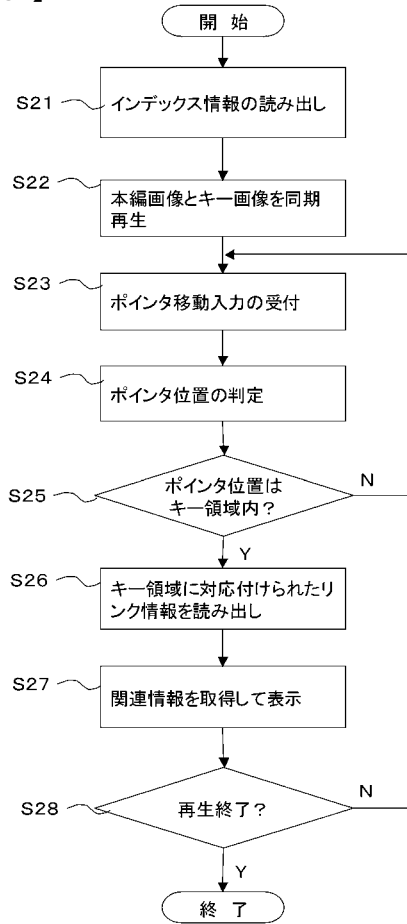 開 始
S21
インデックス情報の読み出し
S22
本編画像とキー画像を同期
再生
S23
ポインタ移動入力の受付
S24
ポインタ位置の判定
S25
ポインタ位置は
キー領域内?
N
Y
S26
キー領域に対応付けられたリ
ンク情報を読み出し
S27
関連情報を取得して表示
S28
再生終了?
N
Y
終 了